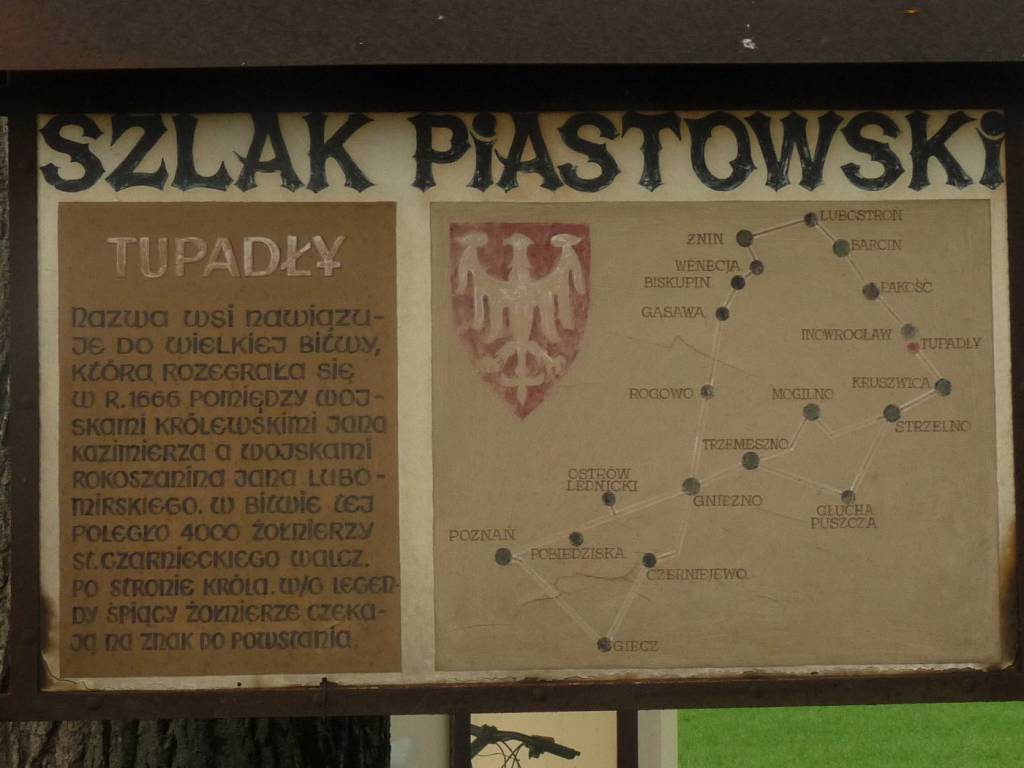 SZLAK PIASTOWSKI
TUPADŁY
Nazwa wsi nawiązu-
je do wielkiej bitwy,
która rozegrała się
w r. 1666 pomiędzy woj-
skami królewskimi Jana
Kazimierza a wojskami
rokoszanina Jana Lubo-
mirskiego. W bitwie tej
poległo 4000 żołnierzy
St. Czarnieckiego walcz.
po stronie króla. W/g legen-
dy śpiący żołnierze czeka-
ją na znak do powstania.
LUBOSTROŃ
ŻNIN
BARCIN
WENECJA
BISKUPIN
PAKOŚĆ
GĄSAWA
INOWROCŁAW
TUPADŁY
KRUSZWICA
ROGOWO
MOGILNO
STRZELNO
TRZEMESZNO
OSTRÓW
LEDNICKI
GNIEZNO
GŁUCHA
PUSZCZA
POZNAŃ
POBIEDZISKA
CZERNIEJEWO
GIECZ